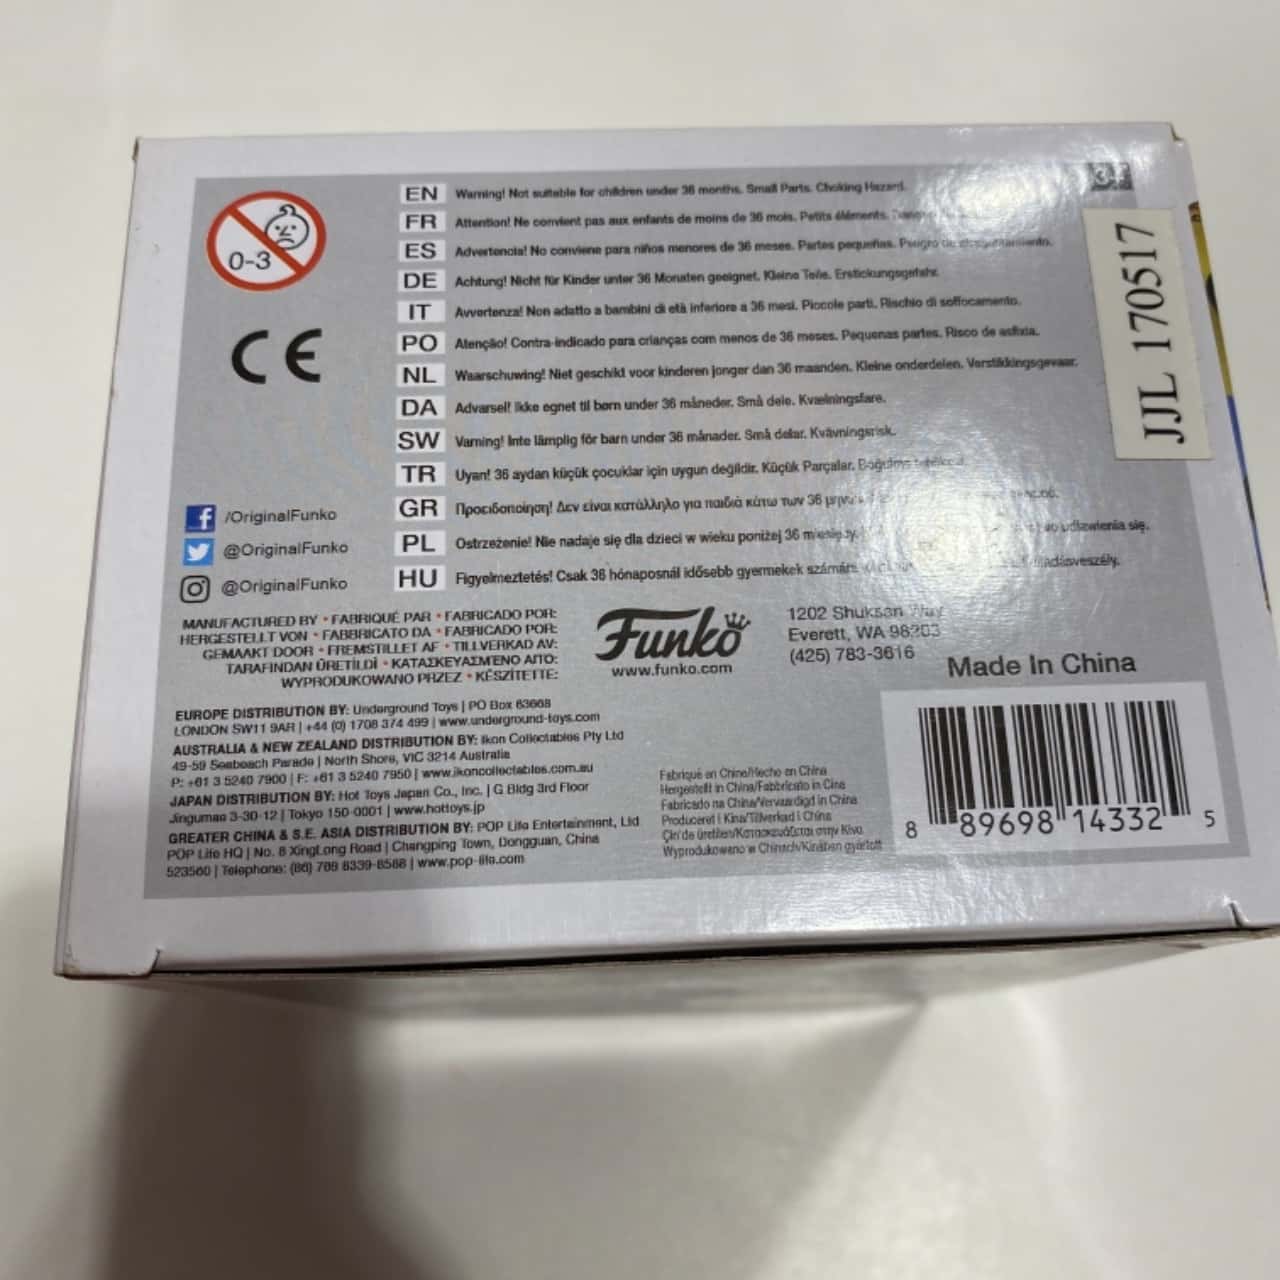 0-3
CE
3+
EN Warning! Not suitable for children under 36 months. Small Parts. Choking Hazard.
FR Attention! Ne convient pas aux enfants de moins de 36 mois. Petits éléments.
ES Advertencia! No conviene para niños menores de 36 meses. Partes pequeñas. Peligro de
DE Achtung! Nicht für Kinder unter 36 Monaten geeignet. Kleine Teile. Erstickungsgefahr.
IT Avvertenza! Non adatto a bambini di età inferiore a 36 mesi. Piccole parti. Rischio di soffocamento.
PO Atenção! Contra-indicado para crianças com menos de 36 meses. Pequenas partes. Risco de asfixia.
NL Waarschuwing! Niet geschikt voor kinderen jonger dan 36 maanden. Kleine onderdelen. Verstikkingsgevaar.
DA Advarsel! Ikke egnet til børn under 36 måneder. Små dele. Kvælningsfare.
SW Varning! Inte lämplig för barn under 36 månader. Små delar. Kvävningsrisk.
TR Uyarı! 36 aydan küçük çocuklar için uygun değildir. Küçük Parçalar. Boğulma
GR Προειδοποίηση! Δεν είναι κατάλληλο για παιδιά κάτω των 36
PL Ostrzeżenie! Nie nadaje się dla dzieci w wieku poniżej 36 miesięcy. udławienia się.
HU Figyelmeztetés! Csak 36 hónaposnál idősebb gyermekek számára
JJL 170517
/OriginalFunko
@OriginalFunko
@OriginalFunko
MANUFACTURED BY • FABRIQUÉ PAR • FABRICADO POR:
HERGESTELLT VON • FABBRICATO DA • FABRICADO POR:
GEMAAKT DOOR • FREMSTILLET AF • TILLVERKAD AV:
TARAFINDAN ÜRETİLDİ • ΚΑΤΑΣΚΕΥΑΣΜΕΝΟ ΑΠΟ:
WYPRODUKOWANO PRZEZ • KÉSZÍTETTE:
Funko
www.funko.com
1202 Shuksan Way
Everett, WA 98203
(425) 783-3616
Made In China
EUROPE DISTRIBUTION BY: Underground Toys | PO Box 63668
LONDON SW11 9AR | +44 (0) 1708 374 499 | www.underground-toys.com
AUSTRALIA & NEW ZEALAND DISTRIBUTION BY: Ikon Collectables Pty Ltd
49-59 Seabeach Parade | North Shore, VIC 3214 Australia
P: +61 3 5240 7900 | F: +61 3 5240 7950 | www.ikoncollectables.com.au
JAPAN DISTRIBUTION BY: Hot Toys Japan Co., Inc. | G Bldg 3rd Floor
Jingumae 3-30-12 | Tokyo 150-0001 | www.hottoys.jp
GREATER CHINA & S.E. ASIA DISTRIBUTION BY: POP Life Entertainment, Ltd
POP Life HQ | No. 8 XingLong Road | Changping Town, Dongguan, China
523560 | Telephone: (86) 769 8339-8588 | www.pop-life.com
Fabriqué en Chine/Hecho en China
Hergestellt in China/Fabbricato in Cina
Fabricado na China/Vervaardigd in China
Produceret i Kina/Tillverkad i China
Çin'de üretilen/Κατασκευάζεται στην Κίνα
Wyprodukowano w Chinach/Kínában gyártott
8 89698 14332 5